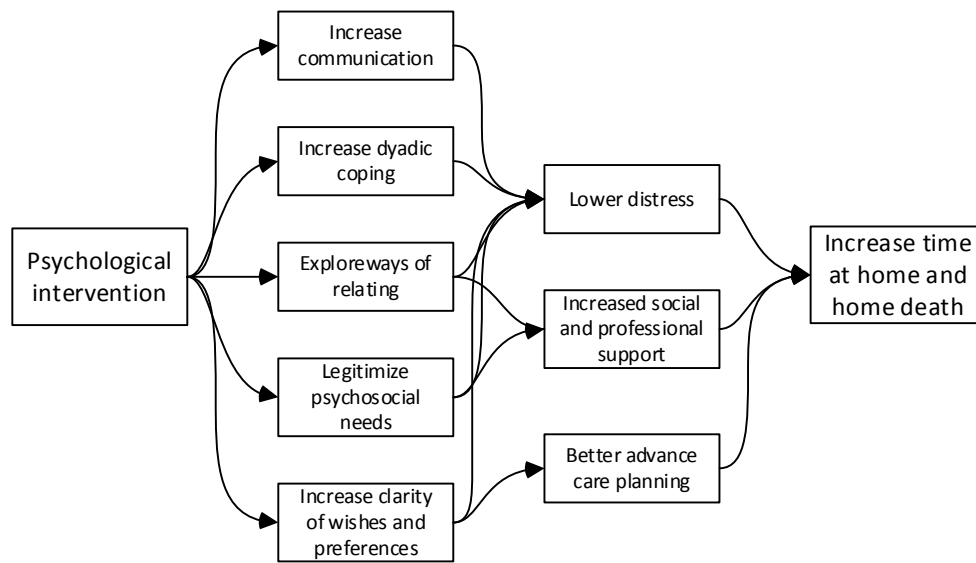 Psychological
intervention
Increase
communication
Increase dyadic
coping
Exploreways of
relating
Legitimize
psychosocial
needs
Increase clarity
of wishes and
preferences
Lower distress
Increased social
and professional
support
Better advance
care planning
Increase time
at home and
home death